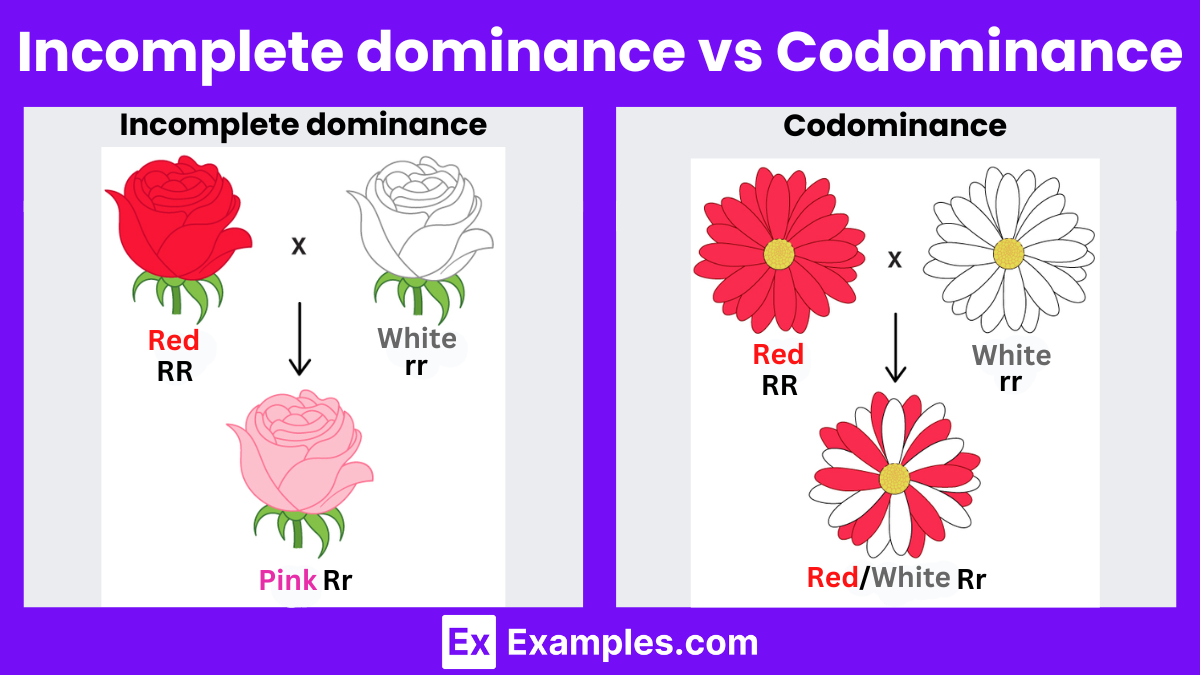 Incomplete dominance vs Codominance
Incomplete dominance
x
Red
RR
White
rr
Pink Rr
Codominance
x
Red
RR
White
rr
Red/White Rr
Ex Examples.com